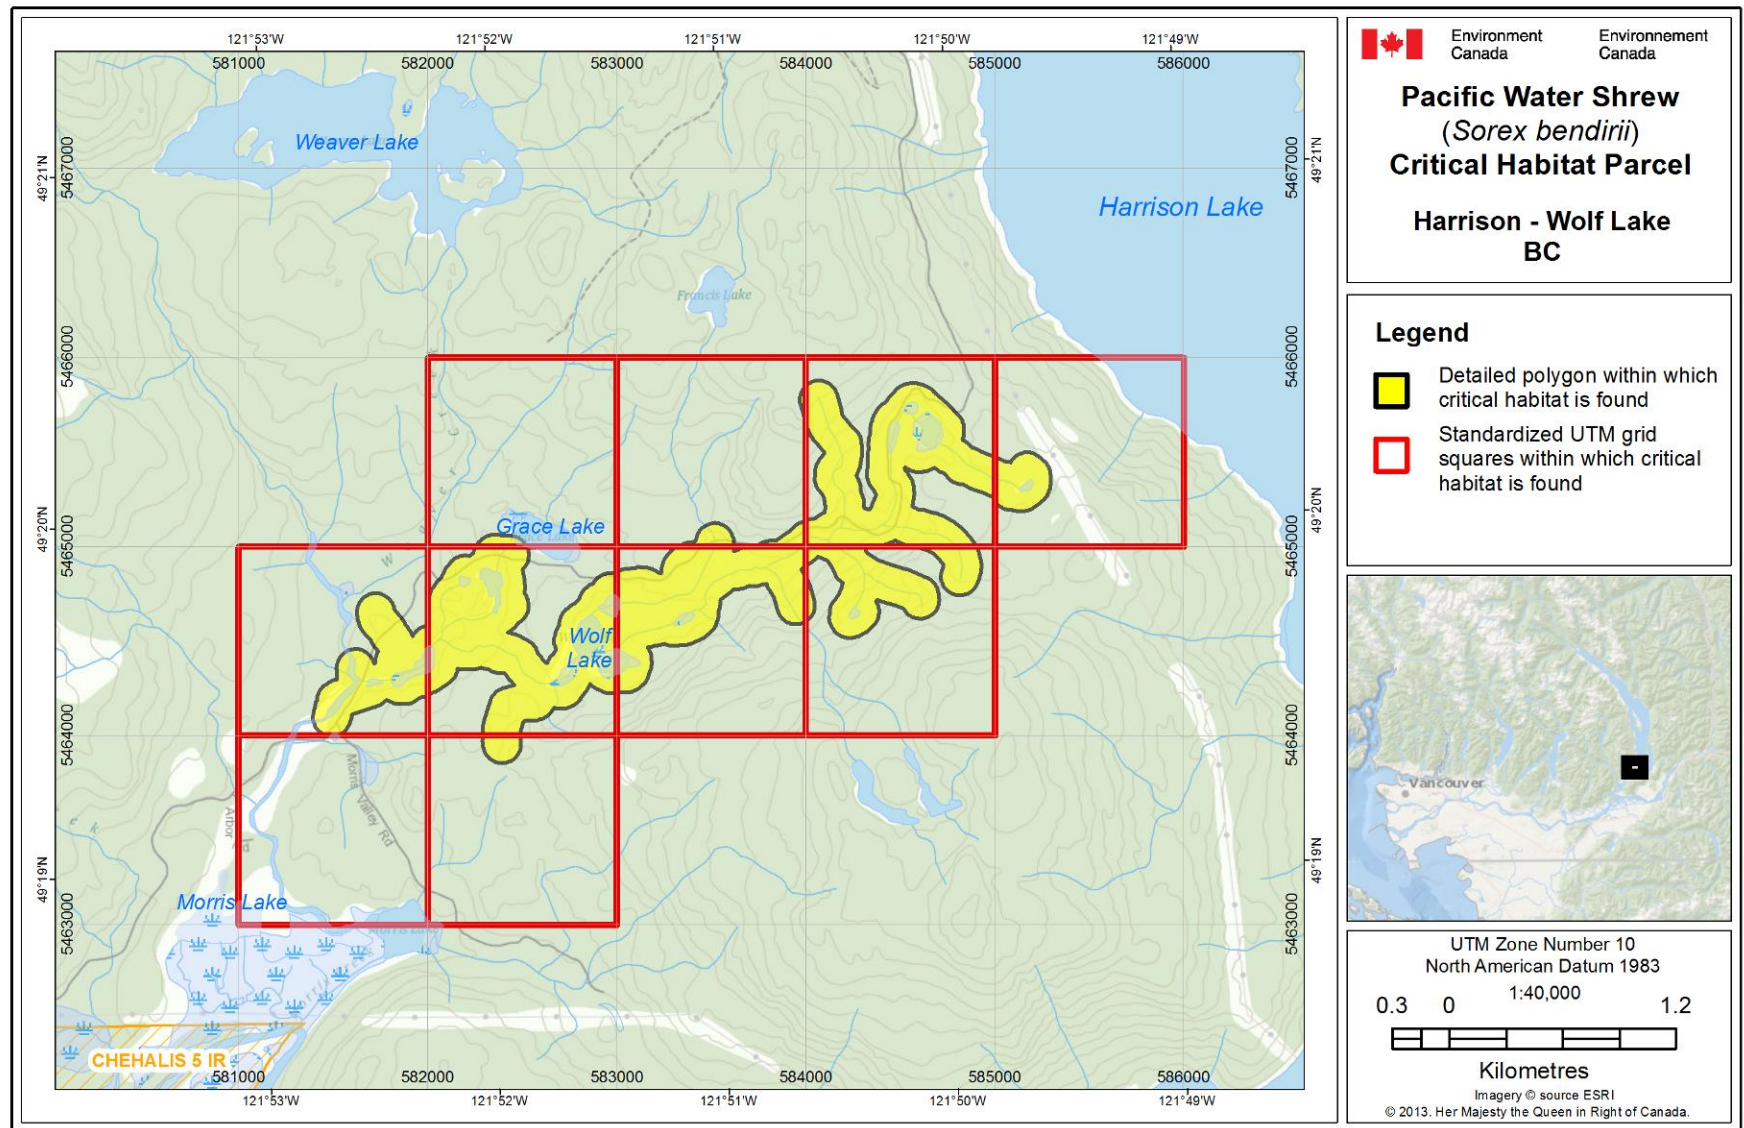 121°53'W 121°52'W 121°51'W 121°50'W 121°49'W
581000 582000 583000 584000 585000 586000
49°21'N
5467000
5466000
49°20'N
5465000
5464000
49°19'N
5463000
Weaver Lake
Harrison Lake
Francis Lake
Grace Lake
Wolf
Lake
Morris Valley Rd
Morris Lake
Morris Lake
CHEHALIS 5 IR
5467000
49°21'N
5466000
49°20'N
5465000
5464000
49°19'N
5463000
581000 582000 583000 584000 585000 586000
121°53'W 121°52'W 121°51'W 121°50'W 121°49'W
Environment
Canada
Environnement
Canada
Pacific Water Shrew
(Sorex bendirii)
Critical Habitat Parcel
Harrison - Wolf Lake
BC
Legend
Detailed polygon within which
critical habitat is found
Standardized UTM grid
squares within which critical
habitat is found
Vancouver
UTM Zone Number 10
North American Datum 1983
1:40,000
0.3 0 1.2
Kilometres
Imagery © source ESRI
© 2013. Her Majesty the Queen in Right of Canada.